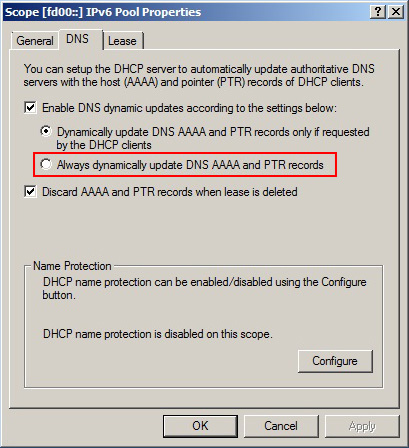 Scope [fd00::] IPv6 Pool Properties
General DNS Lease
You can setup the DHCP server to automatically update authoritative DNS
servers with the host (AAAA) and pointer (PTR) records of DHCP clients.
Enable DNS dynamic updates according to the settings below:
Dynamically update DNS AAAA and PTR records only if requested
by the DHCP clients
Always dynamically update DNS AAAA and PTR records
Discard AAAA and PTR records when lease is deleted
Name Protection
DHCP name protection can be enabled/disabled using the Configure
button.
DHCP name protection is disabled on this scope.
Configure
OK Cancel Apply